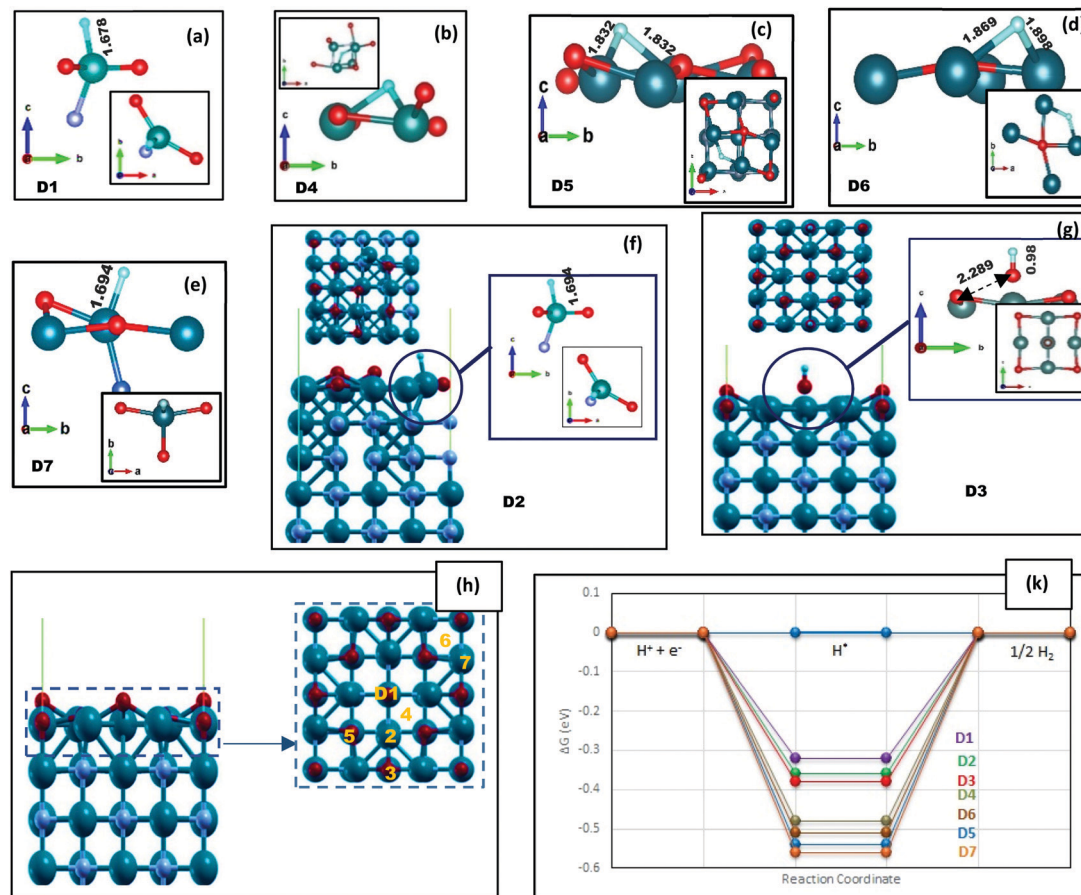 (a)
1.678
c
b
b
a
D1
(b)
c
b
D4
(c)
1.832
1.832
c
a
b
D5
(d)
1.869
1.898
c
a
b
b
a
D6
(e)
1.694
c
a
b
b
a
D7
(f)
1.694
c
b
b
a
D2
(g)
2.289
0.98
c
b
D3
(h)
6
7
D1
4
5
2
3
(k)
0.1
0
-0.1
-0.2
-0.3
-0.4
-0.5
-0.6
ΔG (eV)
H⁺ + e⁻
H*
1/2 H₂
D1
D2
D3
D4
D6
D5
D7
Reaction Coordinate